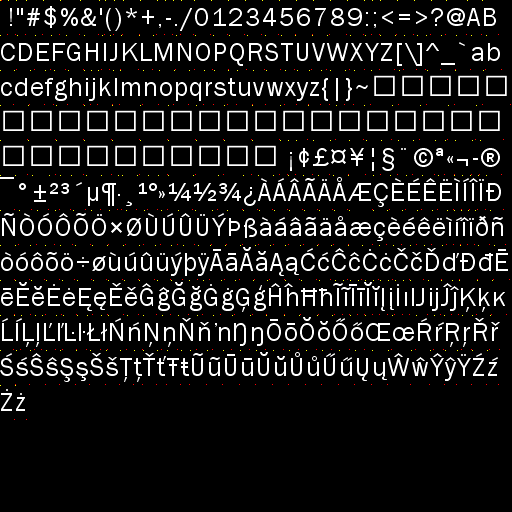 !"#$%&'()*+,-./0123456789:;<=>?@AB
CDEFGHIJKLMNOPQRSTUVWXYZ[\]^_`ab
cdefghijklmnopqrstuvwxyz{|}~□□□□□
□□□□□□□□□□□□□□□□□□
□□□□□□□□□□ ¡¢£¤¥¦§¨©ª«¬-®
¯°±²³´µ¶·¸¹º»¼½¾¿ÀÁÂÃÄÅÆÇÈÉÊËÌÍÎÏÐ
ÑÒÓÔÕÖ×ØÙÚÛÜÝÞßàáâãäåæçèéêëìíîïðñ
òóôõö÷øùúûüýþÿĀāĂăĄąĆćĈĉĊċČčĎďĐđĒ
ēĔĕĖėĘęĚěĜĝĞğĠġĢģĤĥĦħĨĩĪīĬĭĮįİıĲĳĴĵĶķĸ
ĹĺĻļĽľĿŀŁłŃńŅņŇňŉŊŋŌōŎŏŐőŒœŔŕŖŗŘř
ŚśŜŝŞşŠšŢţŤťŦŧŨũŪūŬŭŮůŰűŲųŴŵŶŷŸŹź
Żż